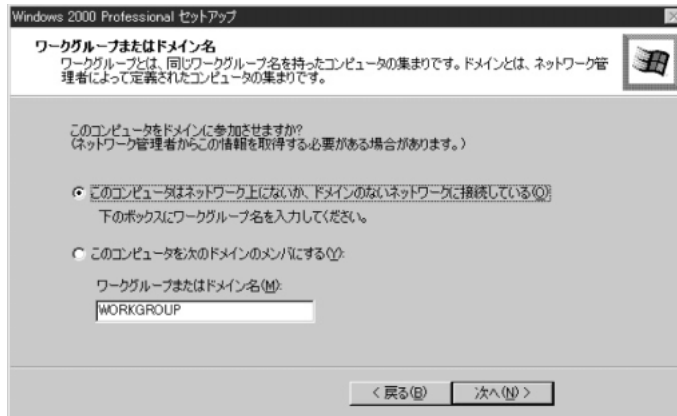 Windows 2000 Professional セットアップ
ワークグループまたはドメイン名
ワークグループとは、同じワークグループ名を持ったコンピュータの集まりです。ドメインとは、ネットワーク管
理者によって定義されたコンピュータの集まりです。
このコンピュータをドメインに参加させますか?
(ネットワーク管理者からこの情報を取得する必要がある場合があります。)
このコンピュータはネットワーク上にないか、ドメインのないネットワークに接続している(O)
下のボックスにワークグループ名を入力してください。
このコンピュータを次のドメインのメンバにする(Y):
ワークグループまたはドメイン名(M):
WORKGROUP
< 戻る(B)
次へ(N) >